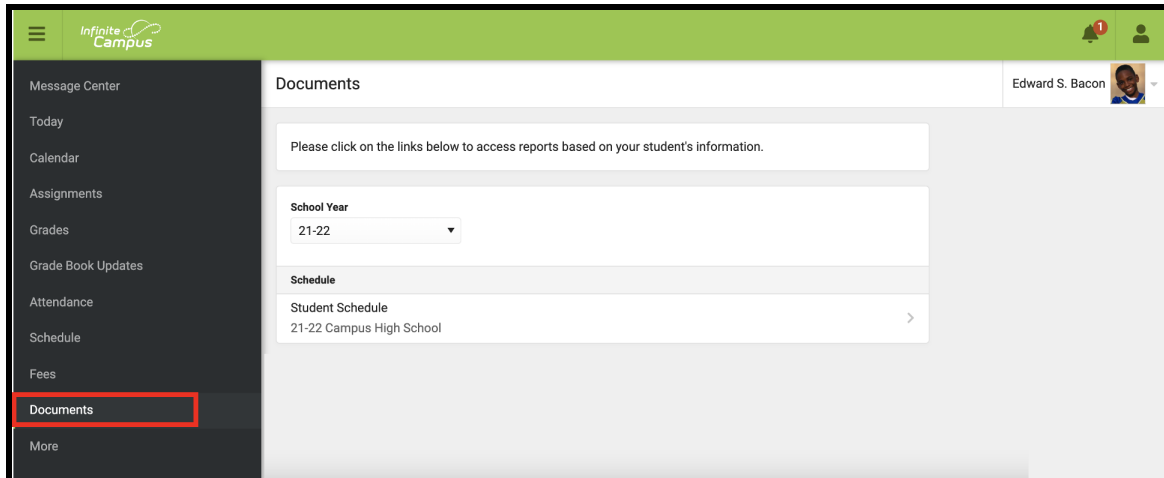 Infinite
Campus
1
Message Center
Today
Calendar
Assignments
Grades
Grade Book Updates
Attendance
Schedule
Fees
Documents
More
Documents
Edward S. Bacon
Please click on the links below to access reports based on your student's information.
School Year
21-22
Schedule
Student Schedule
21-22 Campus High School